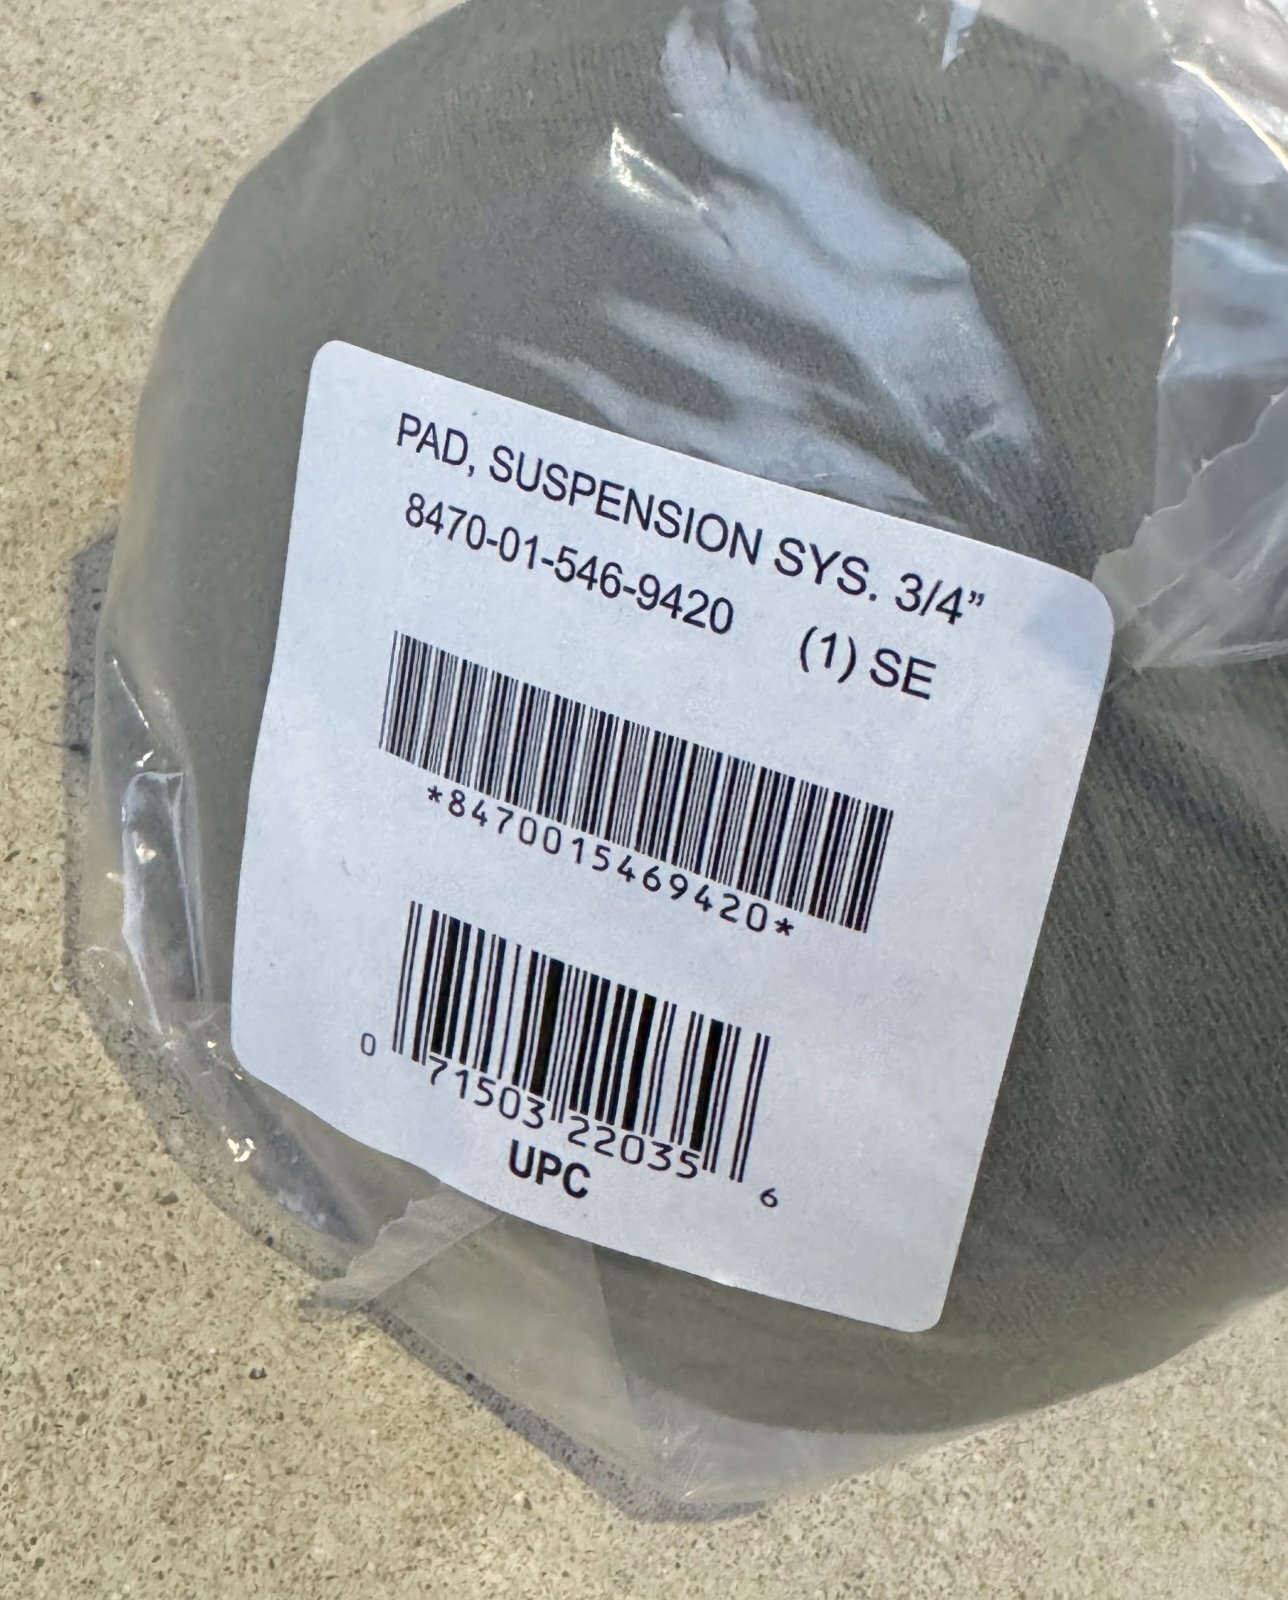 PAD, SUSPENSION SYS. 3/4”
8470-01-546-9420 (1) SE
*8470015469420*
0 71503 22035 6
UPC